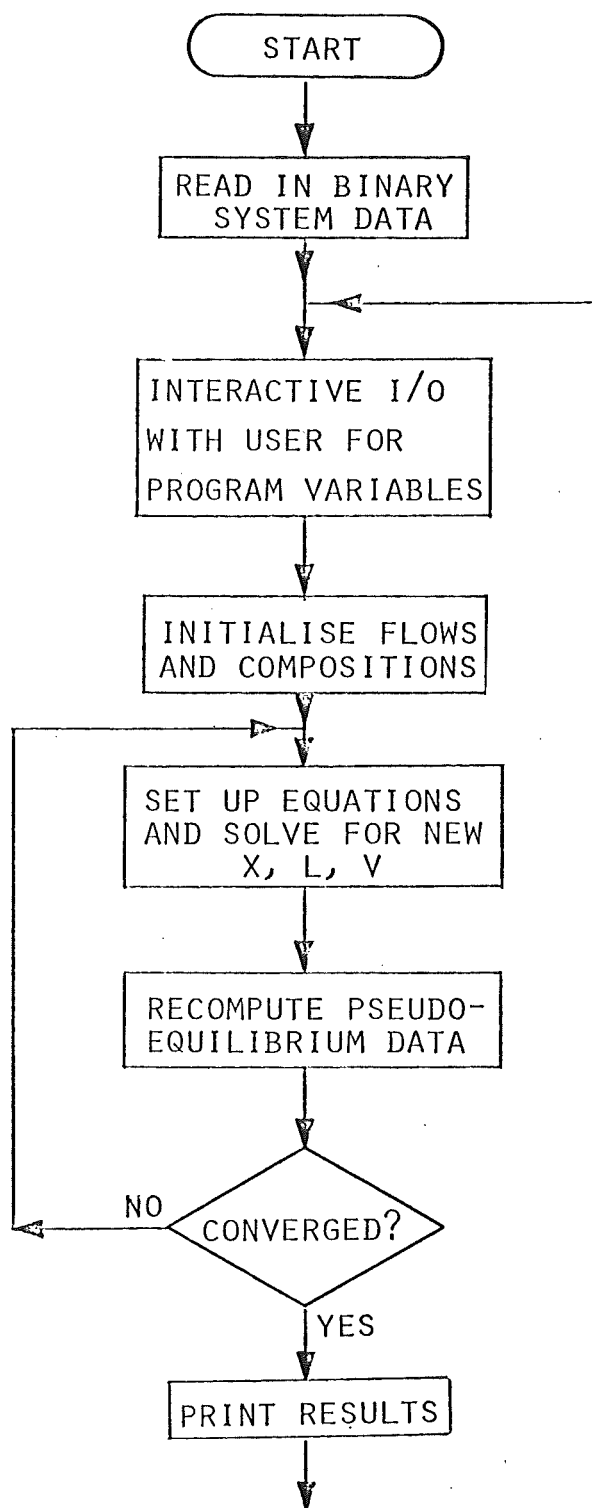 START
READ IN BINARY
SYSTEM DATA
INTERACTIVE I/O
WITH USER FOR
PROGRAM VARIABLES
INITIALISE FLOWS
AND COMPOSITIONS
SET UP EQUATIONS
AND SOLVE FOR NEW
X, L, V
RECOMPUTE PSEUDO-
EQUILIBRIUM DATA
NO
CONVERGED?
YES
PRINT RESULTS